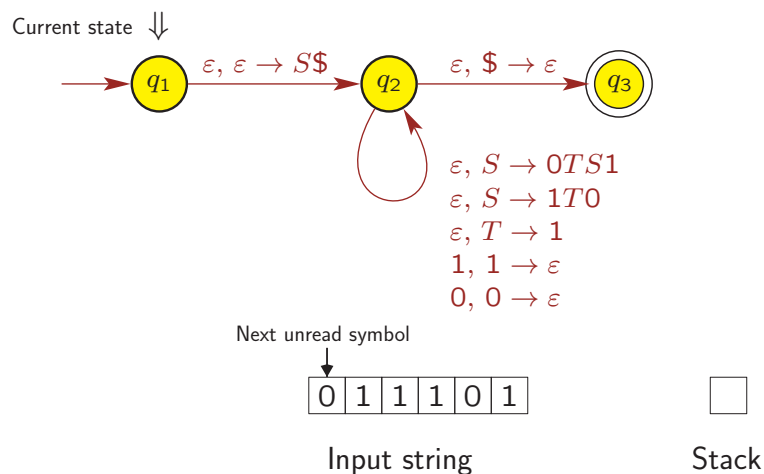 Current state ⇓
q₁ ε, ε → S$ q₂ ε, $ → ε q₃
ε, S → 0TS1
ε, S → 1T0
ε, T → 1
1, 1 → ε
0, 0 → ε
Next unread symbol
0 1 1 1 0 1
Input string Stack